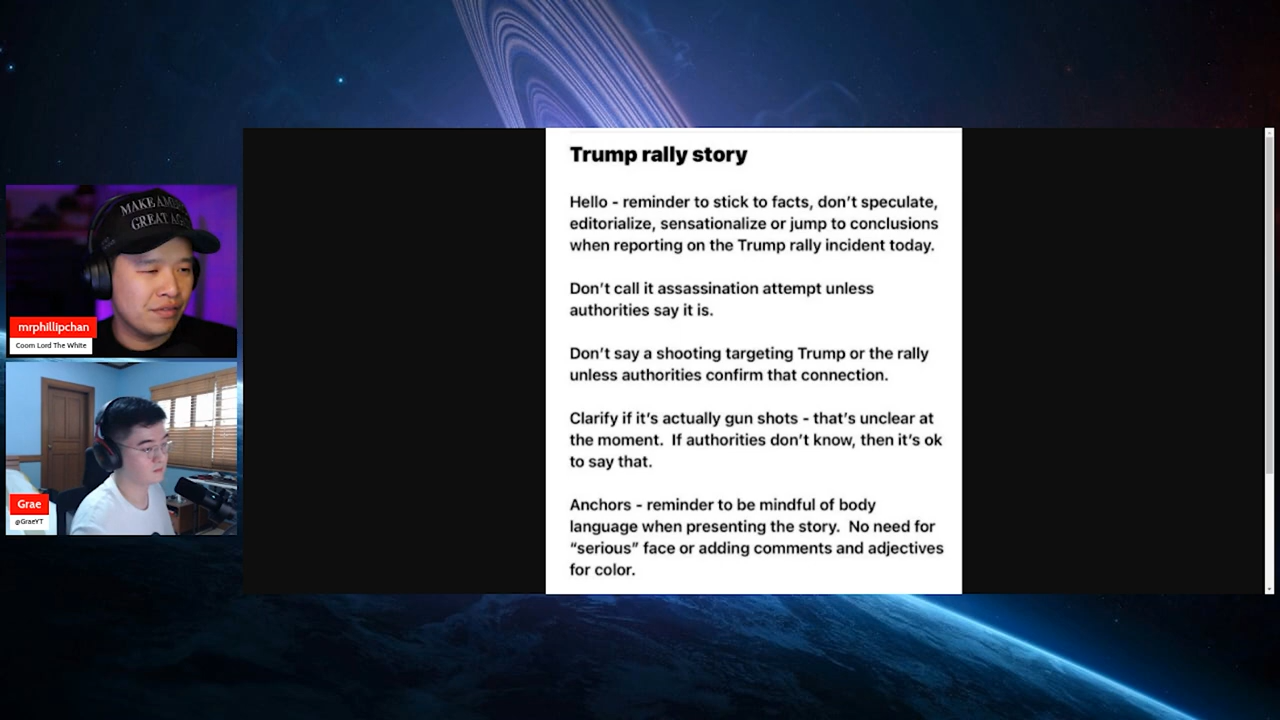 Trump rally story
Hello - reminder to stick to facts, don’t speculate,
editorialize, sensationalize or jump to conclusions
when reporting on the Trump rally incident today.
Don’t call it assassination attempt unless
authorities say it is.
Don’t say a shooting targeting Trump or the rally
unless authorities confirm that connection.
Clarify if it’s actually gun shots - that’s unclear at
the moment.  If authorities don’t know, then it’s ok
to say that.
Anchors - reminder to be mindful of body
language when presenting the story.  No need for
“serious” face or adding comments and adjectives
for color.
MAKE
GREAT
mrphillipchan
Coom Lord The White
Grae
@GraeYT